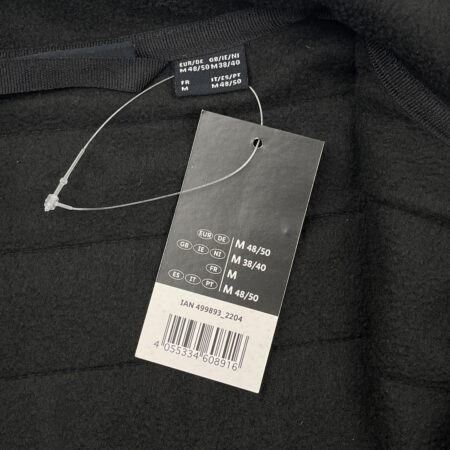 EUR/DE GB/IE/NI
M 48/50 M 38/40
FR IT/ES/PT
M M 48/50
EUR DE M 48/50
GB IE NI M 38/40
FR M
ES IT PT M 48/50
IAN 499893_2204
4 055334 608916